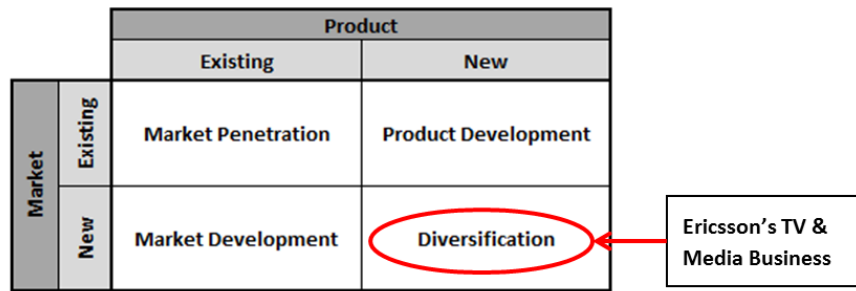 Product
Existing New
Market
Existing
Market Penetration Product Development
New
Market Development Diversification
Ericsson’s TV &
Media Business